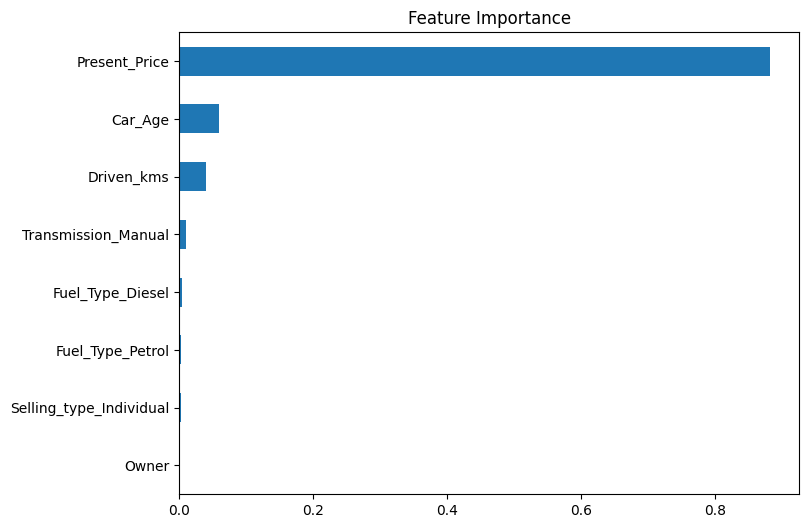 Feature Importance
Present_Price
Car_Age
Driven_kms
Transmission_Manual
Fuel_Type_Diesel
Fuel_Type_Petrol
Selling_type_Individual
Owner
0.0 0.2 0.4 0.6 0.8